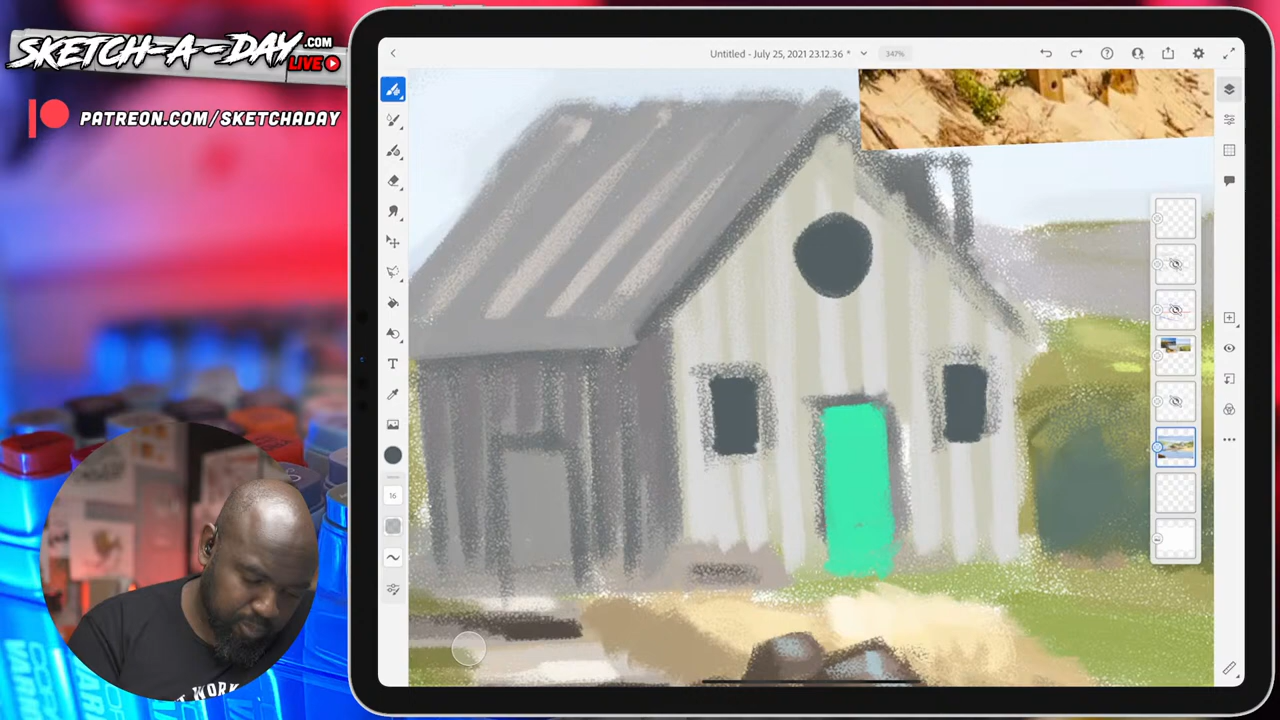 SKETCH-A-DAY.COM
LIVE
PATREON.COM/SKETCHADAY
Untitled - July 25, 2021 23.12.36 *
347%
T
16
T WORK